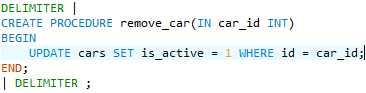 DELIMITER |
CREATE PROCEDURE remove_car(IN car_id INT)
BEGIN
    UPDATE cars SET is_active = 1 WHERE id = car_id;
END;
| DELIMITER ;